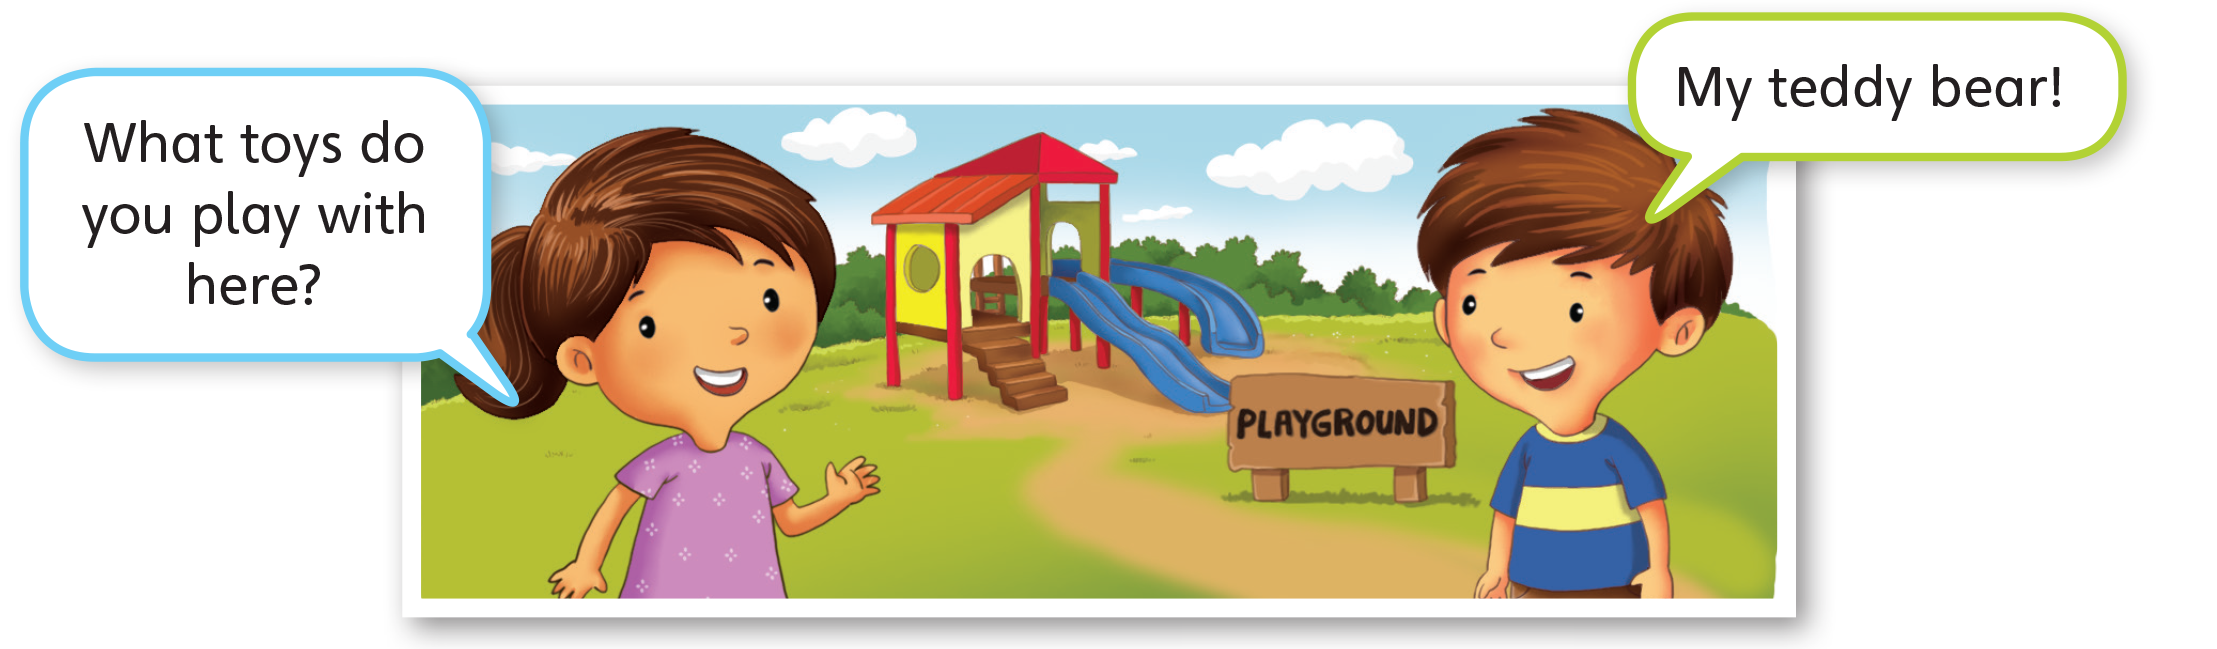 What toys do
you play with
here?
My teddy bear!
PLAYGROUND